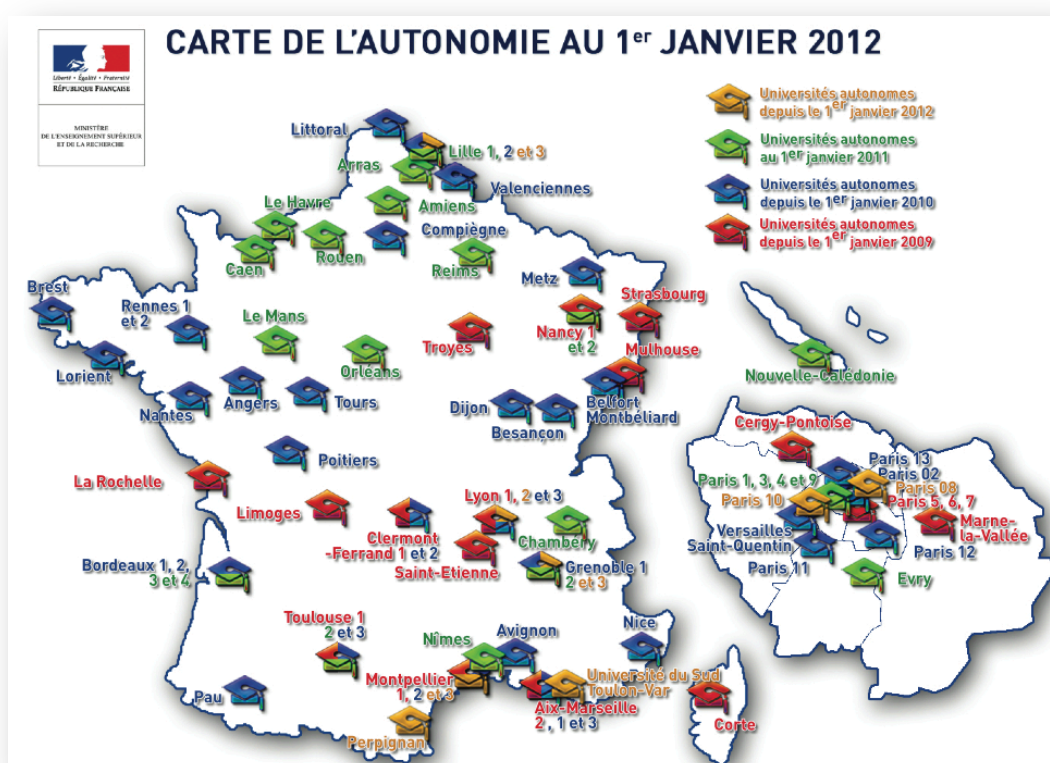 CARTE DE L'AUTONOMIE AU 1er JANVIER 2012
Liberté • Égalité • Fraternité
RÉPUBLIQUE FRANÇAISE
MINISTÈRE
DE L'ENSEIGNEMENT SUPÉRIEUR
ET DE LA RECHERCHE
Universités autonomes
depuis le 1er janvier 2012
Universités autonomes
au 1er janvier 2011
Universités autonomes
depuis le 1er janvier 2010
Universités autonomes
depuis le 1er janvier 2009
Littoral
Lille 1, 2 et 3
Arras
Valenciennes
Amiens
Le Havre
Compiègne
Rouen
Caen
Reims
Metz
Brest
Rennes 1
et 2
Strasbourg
Le Mans
Nancy 1
et 2
Troyes
Mulhouse
Orléans
Lorient
Nouvelle-Calédonie
Nantes
Angers
Tours
Dijon
Belfort
Montbéliard
Besançon
Cergy-Pontoise
Poitiers
Paris 13
Paris 02
La Rochelle
Paris 1, 3, 4 et 9
Paris 08
Paris 10
Paris 5, 6, 7
Lyon 1, 2 et 3
Limoges
Marne-
la-Vallée
Clermont
-Ferrand 1 et 2
Chambéry
Versailles
Saint-Quentin
Paris 12
Saint-Etienne
Paris 11
Bordeaux 1, 2,
3 et 4
Grenoble 1
2 et 3
Evry
Toulouse 1
2 et 3
Nîmes
Avignon
Nice
Montpellier
1, 2 et 3
Université du Sud
Toulon-Var
Pau
Aix-Marseille
2 , 1 et 3
Corte
Perpignan